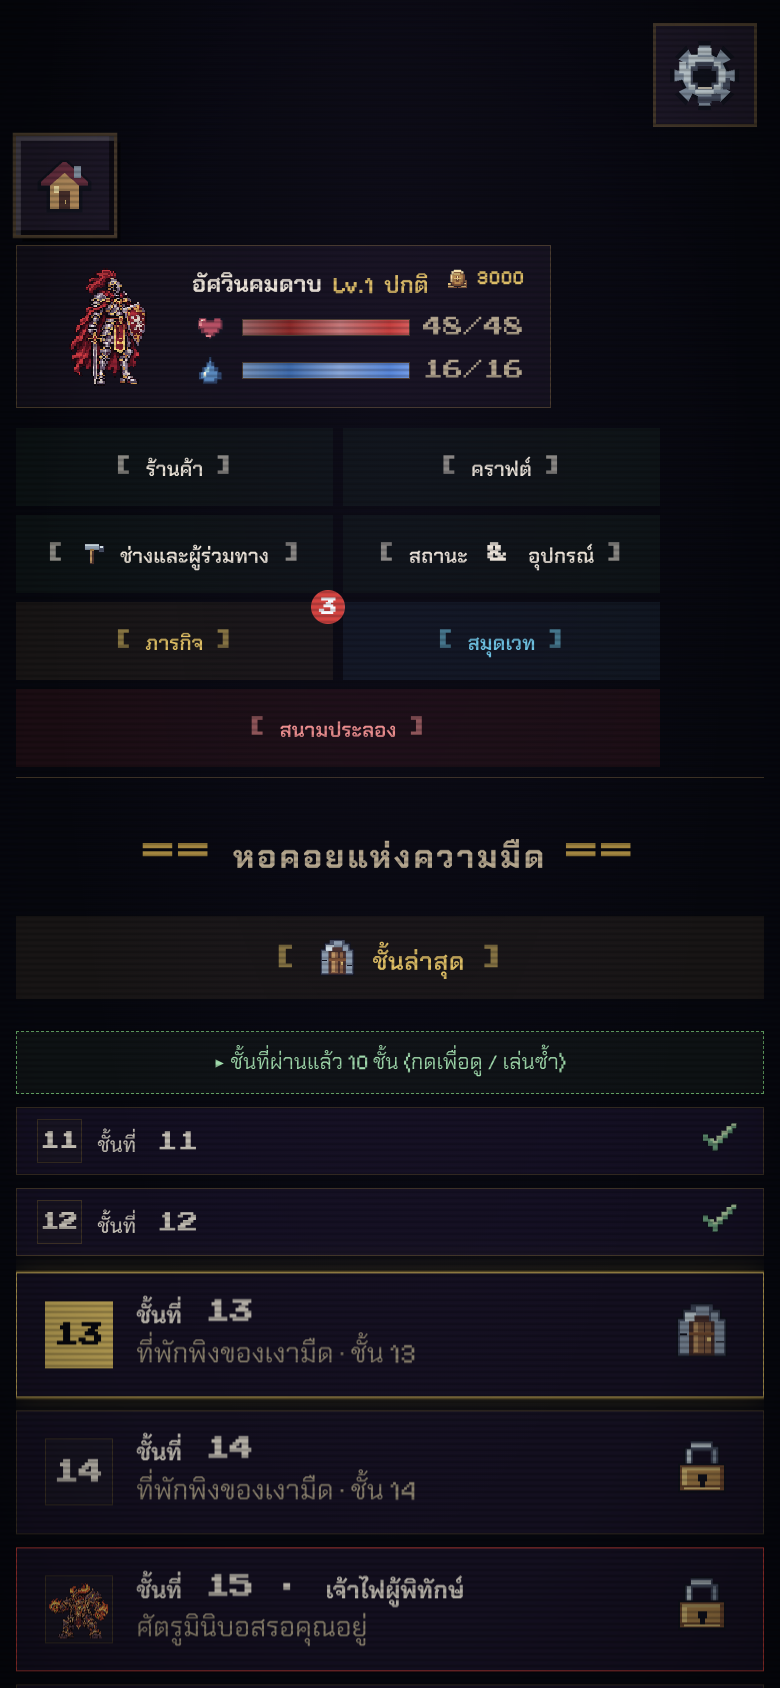 อัศวินคมดาบ Lv.1 ปกติ 3000
48/48
16/16
[ ร้านค้า ] [ คราฟต์ ]
[ ช่างและผู้ร่วมทาง ] [ สถานะ & อุปกรณ์ ]
3
[ ภารกิจ ] [ สมุดเวท ]
[ สนามประลอง ]
== หอคอยแห่งความมืด ==
[ ชั้นล่าสุด ]
▸ ชั้นที่ผ่านแล้ว 10 ชั้น (กดเพื่อดู / เล่นซ้ำ)
11 ชั้นที่ 11
12 ชั้นที่ 12
13 ชั้นที่ 13
ที่พักพิงของเงามืด · ชั้น 13
14 ชั้นที่ 14
ที่พักพิงของเงามืด · ชั้น 14
ชั้นที่ 15 · เจ้าไฟผู้พิทักษ์
ศัตรูมินิบอสรอคุณอยู่